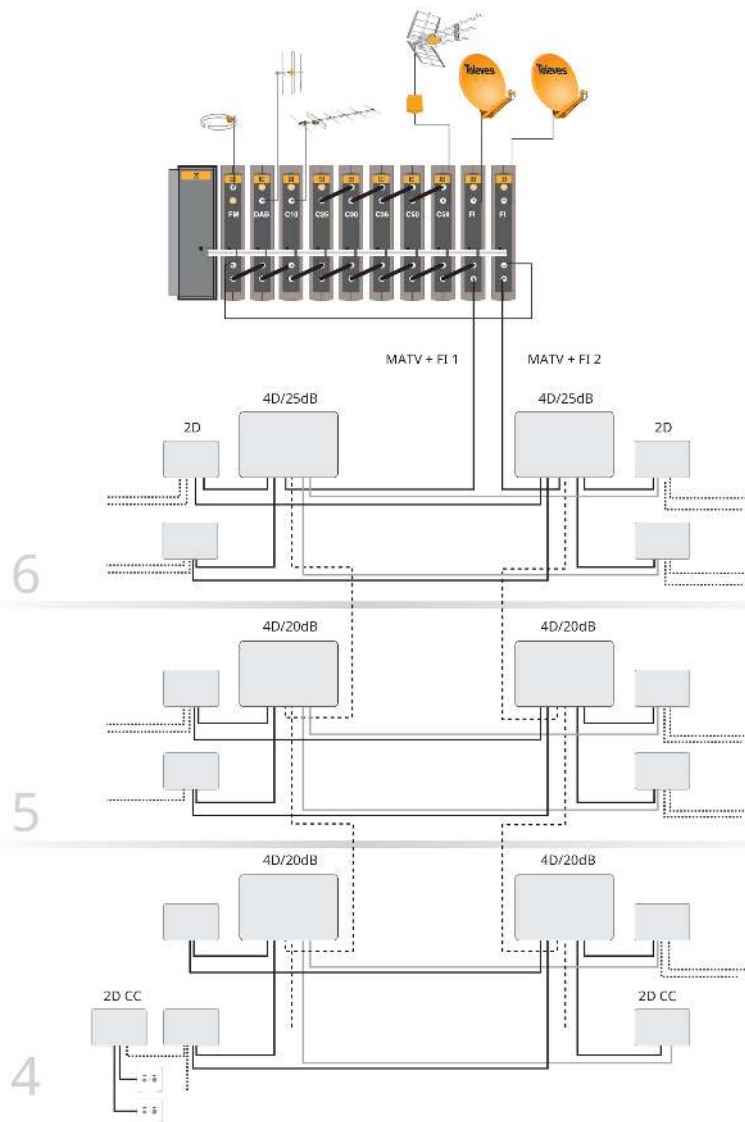 Televes
Televes
FM DAB C10 C26 C30 C36 C50 C58 FI FI
MATV + FI 1
MATV + FI 2
4D/25dB
4D/25dB
2D
2D
6
4D/20dB
4D/20dB
5
4D/20dB
4D/20dB
2D CC
2D CC
4